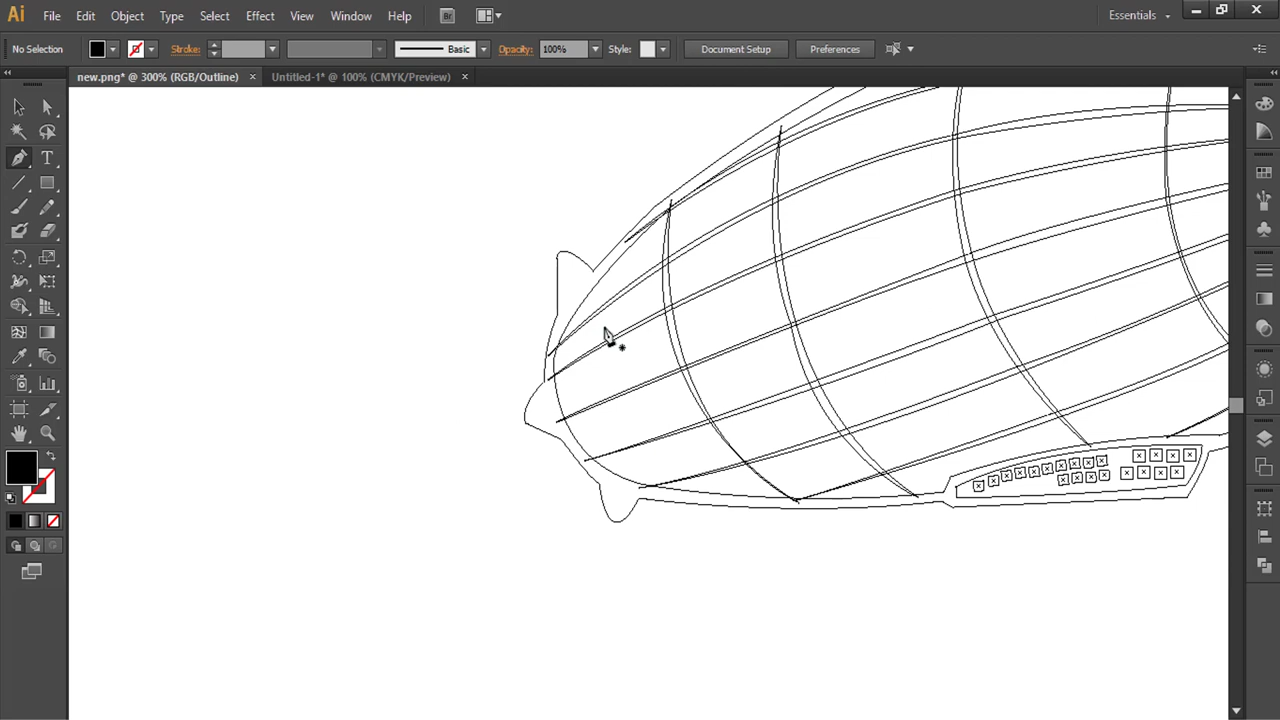 Ai File Edit Object Type Select Effect View Window Help Br Essentials
No Selection Stroke: Basic Opacity: 100% Style: Document Setup Preferences
new.png* @ 300% (RGB/Outline) × Untitled-1* @ 100% (CMYK/Preview) ×
T